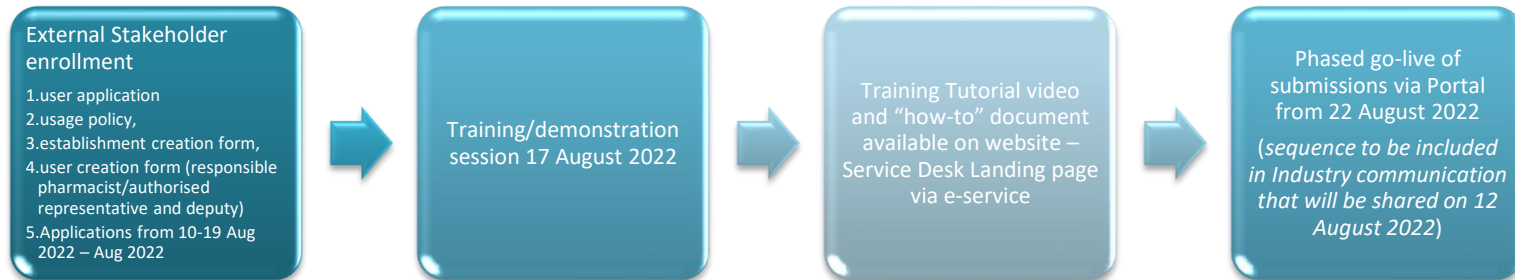 External Stakeholder
enrollment
1.user application
2.usage policy,
3.establishment creation form,
4.user creation form (responsible
pharmacist/authorised
representative and deputy)
5.Applications from 10-19 Aug
2022 – Aug 2022
Training/demonstration
session 17 August 2022
Training Tutorial video
and “how-to” document
available on website –
Service Desk Landing page
via e-service
Phased go-live of
submissions via Portal
from 22 August 2022
(sequence to be included
in Industry communication
that will be shared on 12
August 2022)